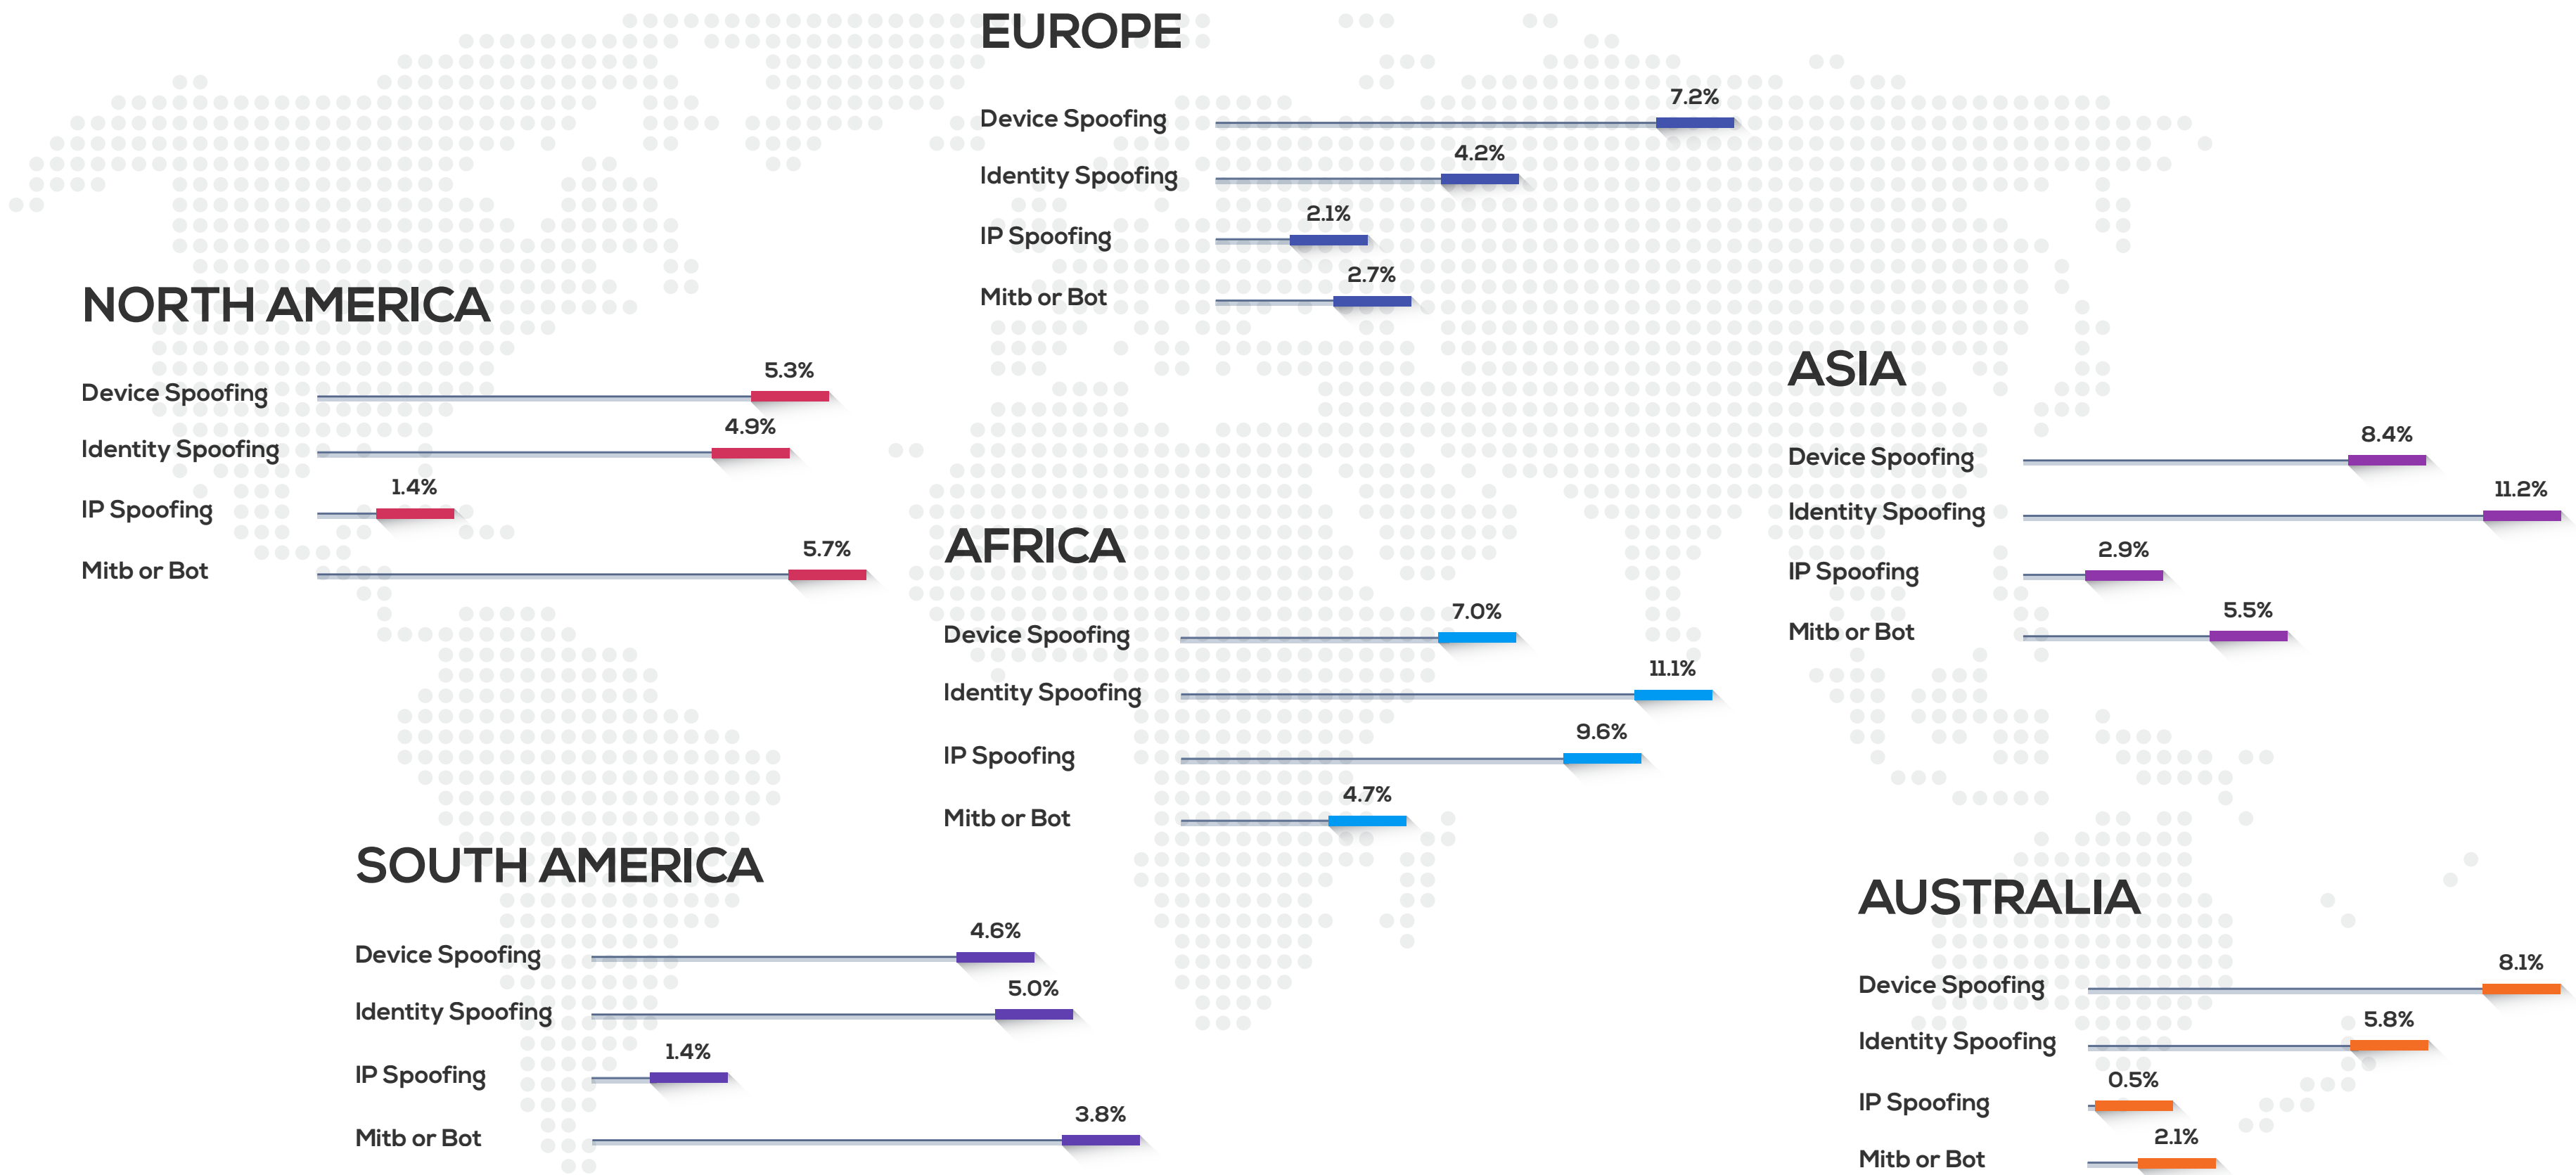 EUROPE
Device Spoofing 7.2%
Identity Spoofing 4.2%
IP Spoofing 2.1%
Mitb or Bot 2.7%
NORTH AMERICA
Device Spoofing 5.3%
Identity Spoofing 4.9%
IP Spoofing 1.4%
Mitb or Bot 5.7%
ASIA
Device Spoofing 8.4%
Identity Spoofing 11.2%
IP Spoofing 2.9%
Mitb or Bot 5.5%
AFRICA
Device Spoofing 7.0%
Identity Spoofing 11.1%
IP Spoofing 9.6%
Mitb or Bot 4.7%
SOUTH AMERICA
Device Spoofing 4.6%
Identity Spoofing 5.0%
IP Spoofing 1.4%
Mitb or Bot 3.8%
AUSTRALIA
Device Spoofing 8.1%
Identity Spoofing 5.8%
IP Spoofing 0.5%
Mitb or Bot 2.1%